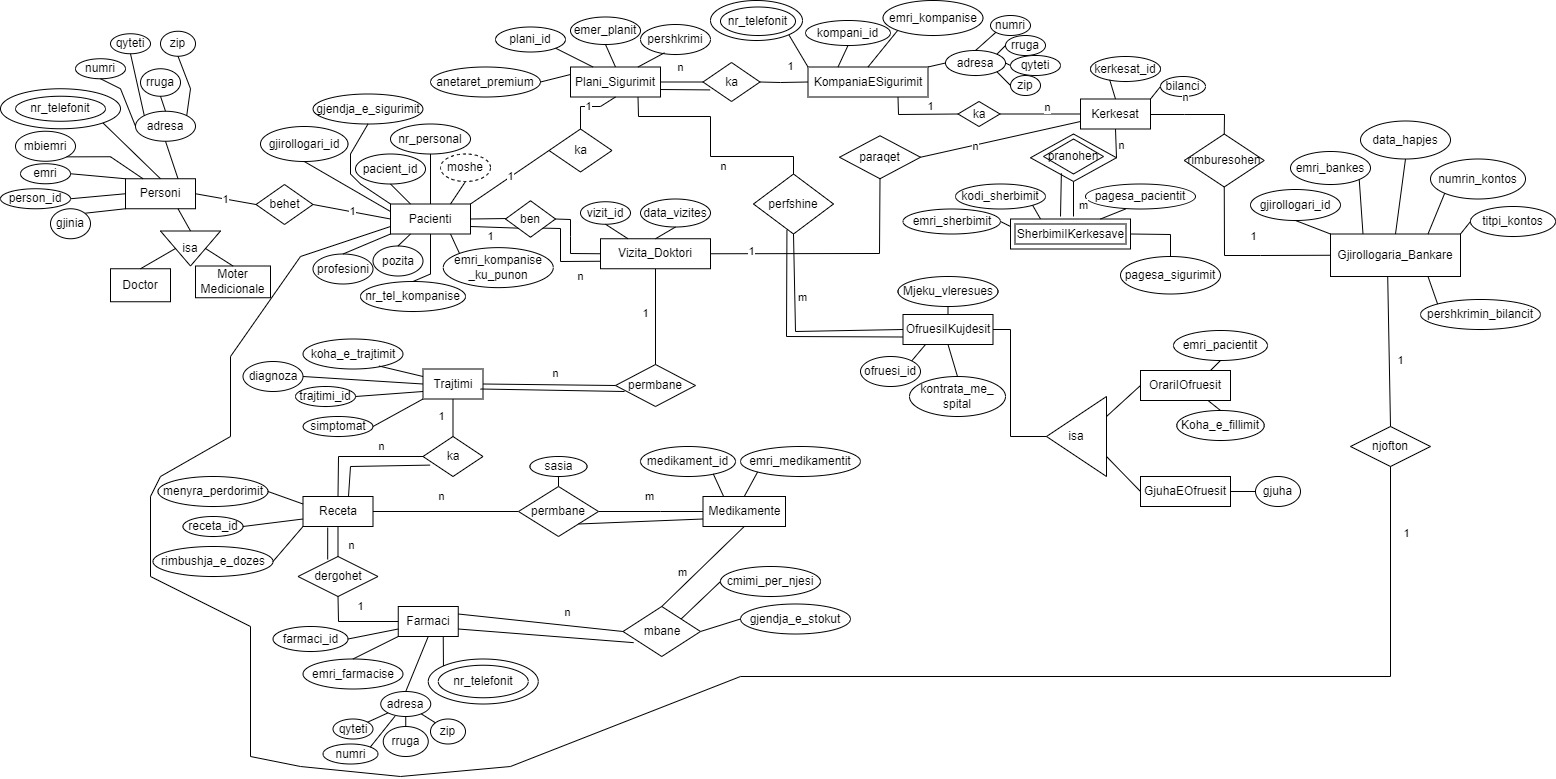 qyteti
zip
numri
rruga
nr_telefonit
adresa
mbiemri
emri
person_id
gjinia
Personi
isa
Doctor
Moter
Medicionale
1
behet
1
gjendja_e_sigurimit
gjirollogari_id
nr_personal
pacient_id
moshe
Pacienti
profesioni
pozita
emri_kompanise
_ku_punon
nr_tel_kompanise
1
ka
1
plani_id
emer_planit
pershkrimi
anetaret_premium
Plani_Sigurimit
n
ka
1
nr_telefonit
kompani_id
emri_kompanise
KompaniaESigurimit
adresa
numri
rruga
qyteti
zip
1
ka
n
kerkesat_id
bilanci
Kerkesat
n
rimburesohen
1
paraqet
n
pranohen
n
m
kodi_sherbimit
pagesa_pacientit
emri_sherbimit
SherbimiIKerkesave
pagesa_sigurimit
data_hapjes
emri_bankes
numrin_kontos
gjirollogari_id
titpi_kontos
Gjirollogaria_Bankare
pershkrimin_bilancit
1
njofton
1
ben
1
n
vizit_id
data_vizites
Vizita_Doktori
1
n
perfshine
m
Mjeku_vleresues
OfruesiIKujdesit
ofruesi_id
kontrata_me_
spital
isa
emri_pacientit
OrariIOfruesit
Koha_e_fillimit
GjuhaEOfruesit
gjuha
1
permbane
n
koha_e_trajtimit
diagnoza
trajtimi_id
simptomat
Trajtimi
1
ka
n
menyra_perdorimit
receta_id
rimbushja_e_dozes
Receta
n
sasia
permbane
m
medikament_id
emri_medikamentit
Medikamente
n
dergohet
1
m
cmimi_per_njesi
gjendja_e_stokut
mbane
n
Farmaci
farmaci_id
emri_farmacise
nr_telefonit
adresa
qyteti
numri
rruga
zip